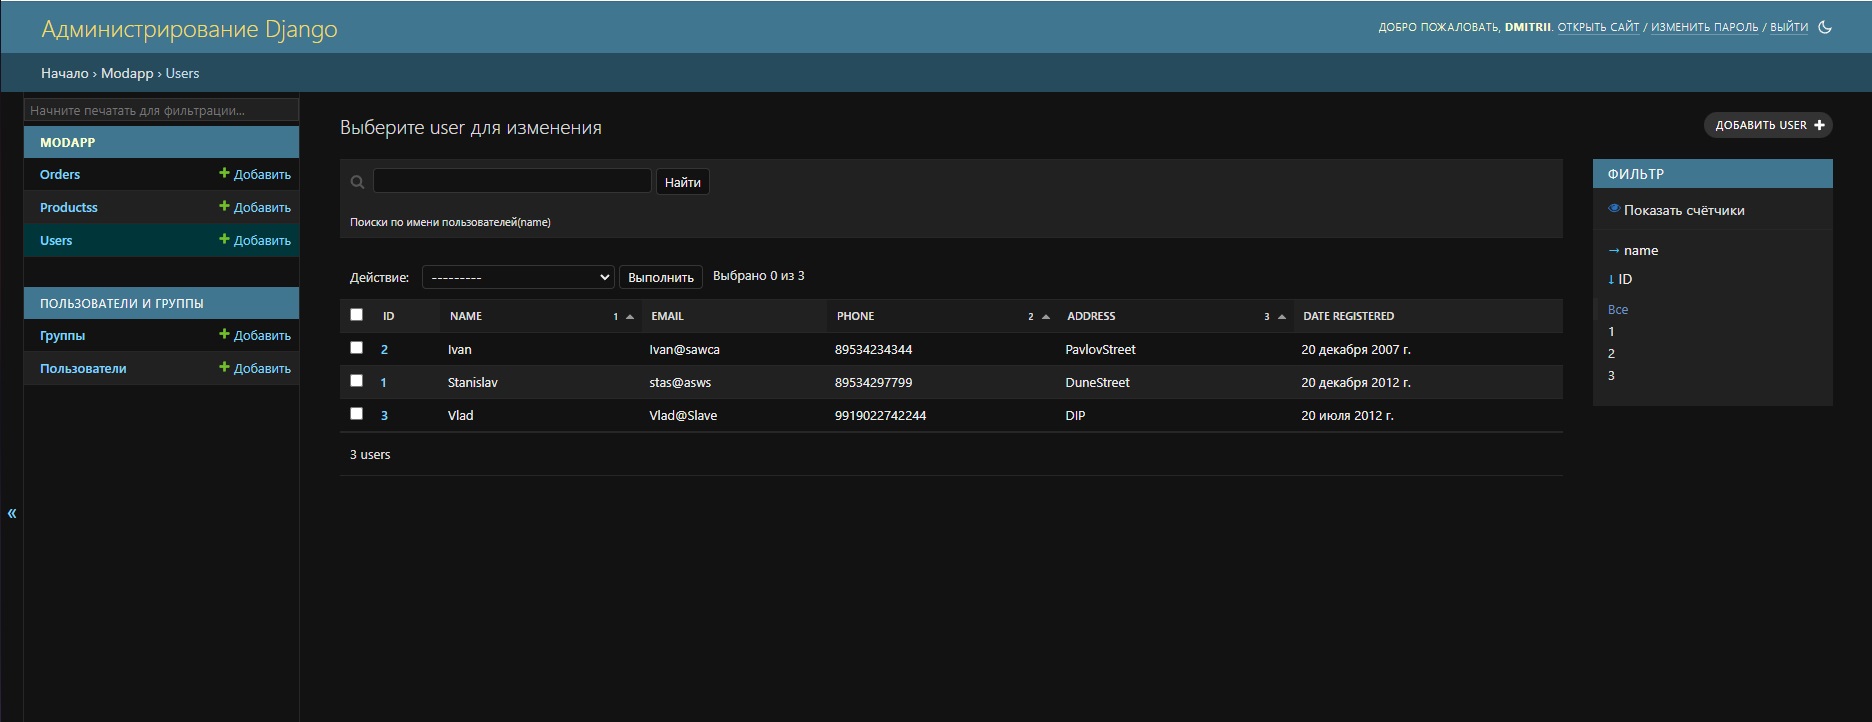 Администрирование Django
ДОБРО ПОЖАЛОВАТЬ, DMITRII. ОТКРЫТЬ САЙТ / ИЗМЕНИТЬ ПАРОЛЬ / ВЫЙТИ
Начало › Modapp › Users
Начните печатать для фильтрации...
MODAPP
Orders Добавить
Productss Добавить
Users Добавить
ПОЛЬЗОВАТЕЛИ И ГРУППЫ
Группы Добавить
Пользователи Добавить
«
Выберите user для изменения
ДОБАВИТЬ USER
Найти
Поиски по имени пользователей(name)
Действие: --------- Выполнить Выбрано 0 из 3
ID NAME 1 EMAIL PHONE 2 ADDRESS 3 DATE REGISTERED
2 Ivan Ivan@sawca 89534234344 PavlovStreet 20 декабря 2007 г.
1 Stanislav stas@asws 89534297799 DuneStreet 20 декабря 2012 г.
3 Vlad Vlad@Slave 9919022742244 DIP 20 июля 2012 г.
3 users
ФИЛЬТР
Показать счётчики
→ name
↓ ID
Все
1
2
3